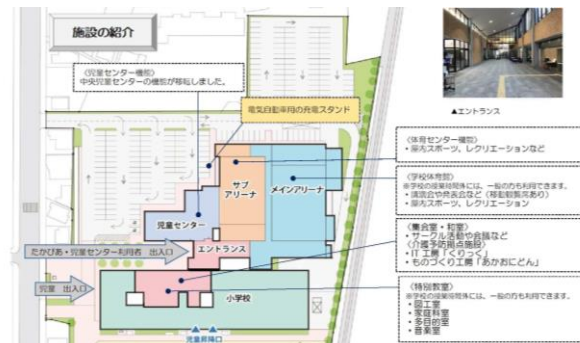 施設の紹介
〈児童センター機能〉
中央児童センターの機能が移転しました。
電気自動車用の充電スタンド
▲エントランス
〈体育センター機能〉
・屋内スポーツ、レクリエーションなど
〈学校体育館〉
※学校の授業時間外には、一般の方も利用できます。
・講演会や発表会など（移動観覧席あり）
・屋内スポーツ、レクリエーション
サブ
アリーナ
メインアリーナ
児童センター
〈集会室・和室〉
・サークル活動や会議など
〈介護予防拠点施設〉
・IT 工房「くりっく」
・ものづくり工房「あかおにどん」
たかぴあ・児童センター利用者 出入口
エントランス
児童 出入口
小学校
〈特別教室〉
※学校の授業時間外には、一般の方も利用できます。
・図工室
・家庭科室
・多目的室
・音楽室
児童昇降口